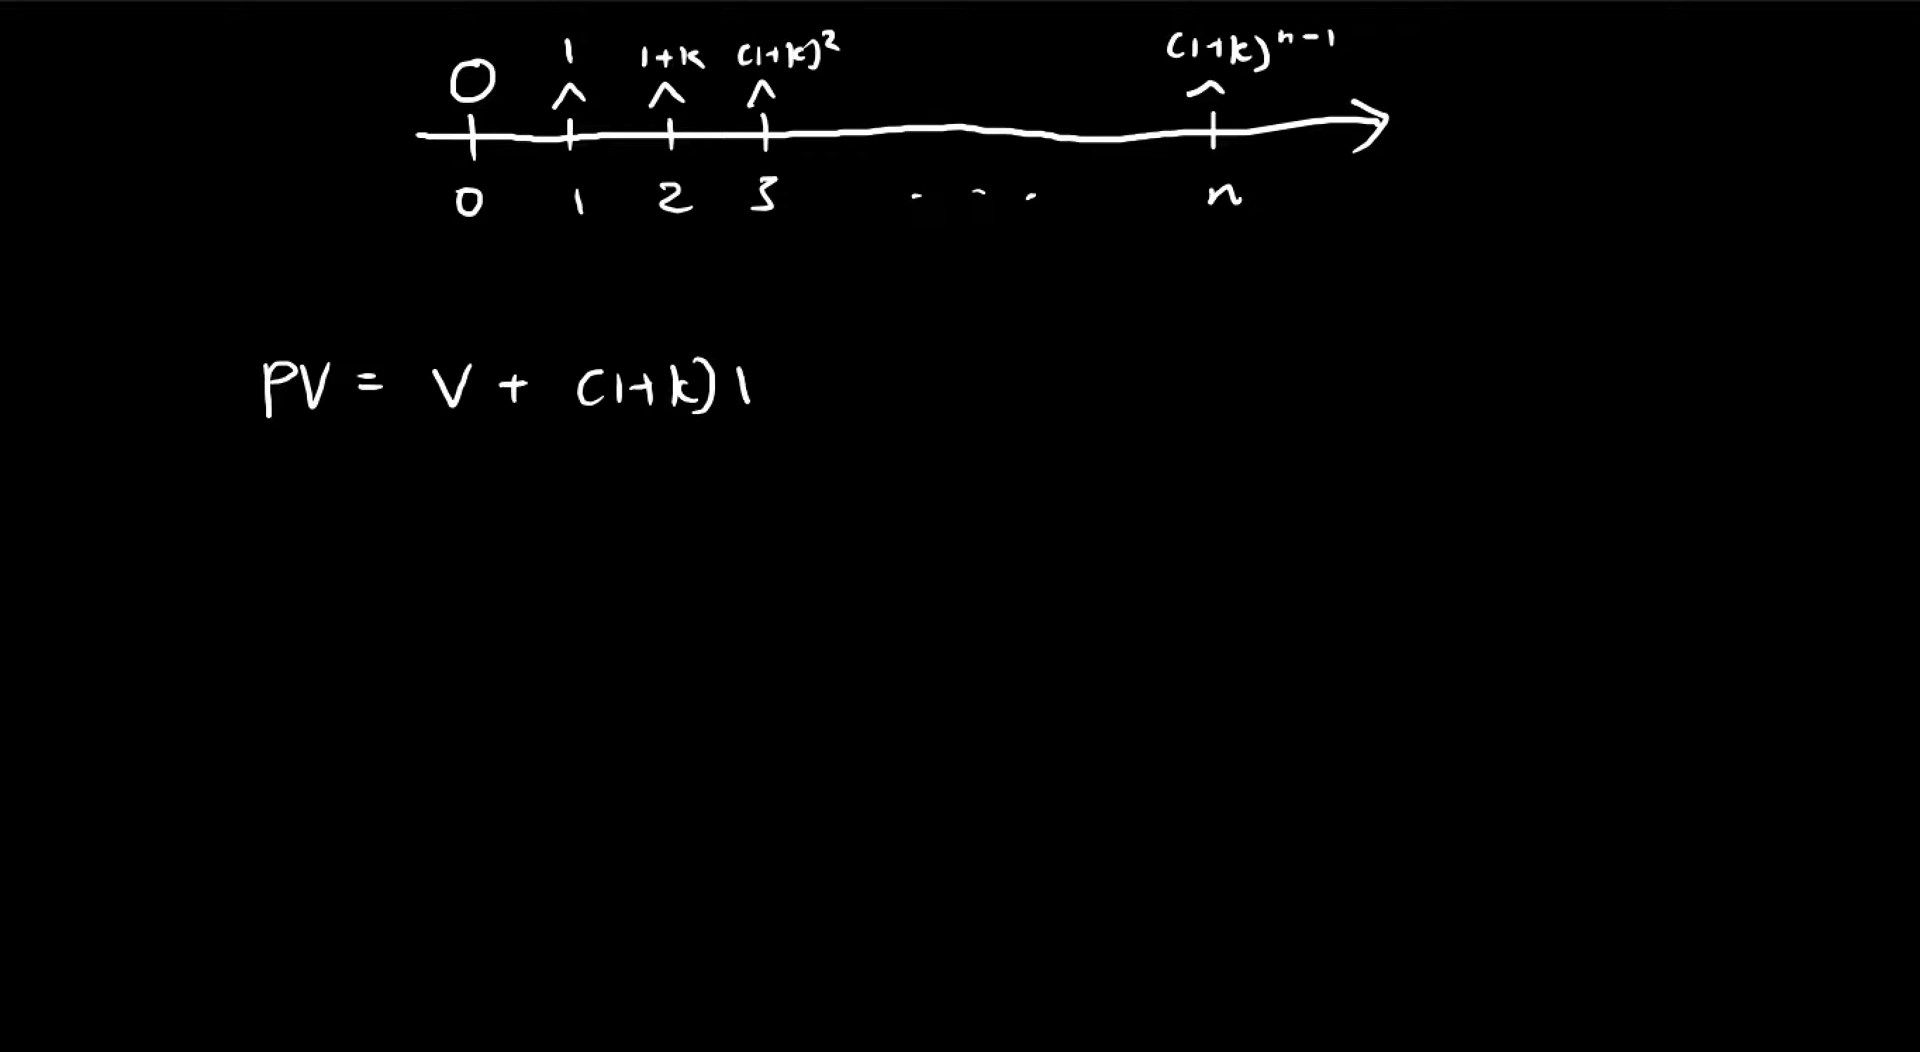 0 1 1+k (1+k)² (1+k)ⁿ⁻¹
0 1 2 3 . . . n
PV = V + (1+k) 1